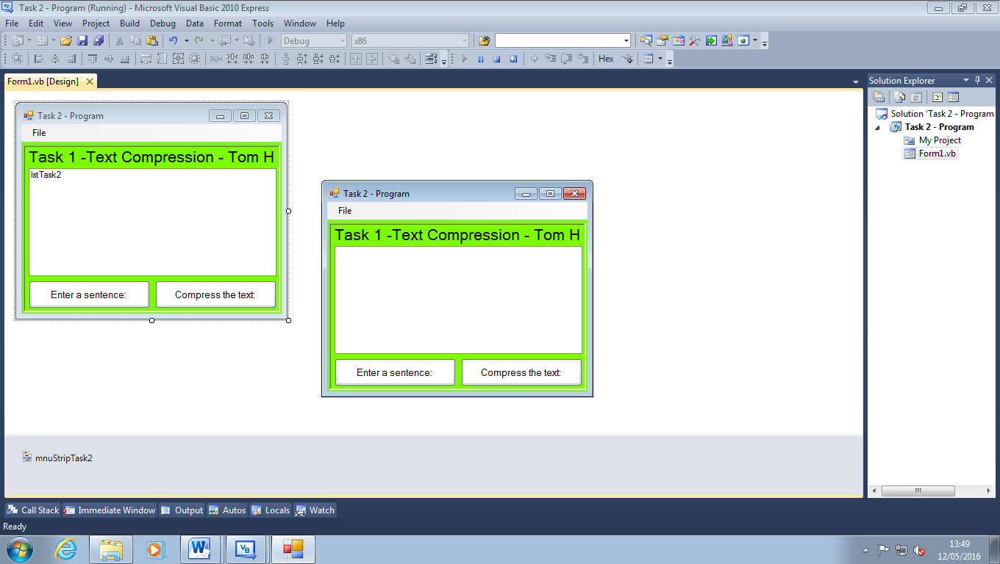 Task 2 - Program (Running) - Microsoft Visual Basic 2010 Express
File Edit View Project Build Debug Data Format Tools Window Help
Debug x86
Hex
Form1.vb [Design]
Task 2 - Program
File
Task 1 -Text Compression - Tom H
lstTask2
Enter a sentence: Compress the text:
Task 2 - Program
File
Task 1 -Text Compression - Tom H
Enter a sentence: Compress the text:
mnuStripTask2
Solution Explorer
Solution 'Task 2 - Program
Task 2 - Program
My Project
Form1.vb
Call Stack Immediate Window Output Autos Locals Watch
Ready
13:49
12/05/2016